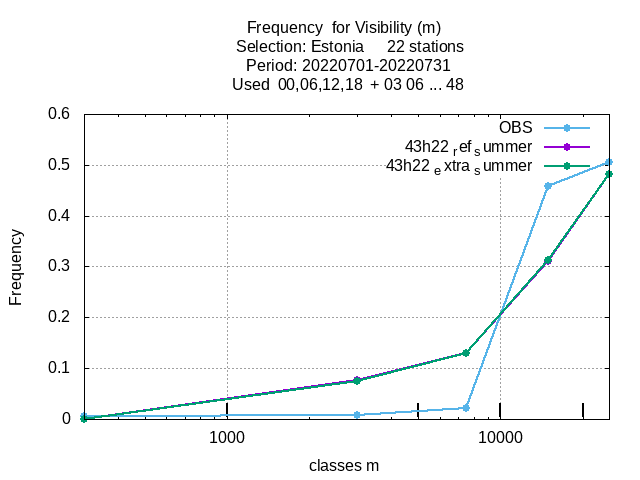 Frequency for Visibility (m)
Selection: Estonia 22 stations
Period: 20220701-20220731
Used 00,06,12,18 + 03 06 ... 48
0.6
0.5
0.4
0.3
0.2
0.1
0
Frequency
OBS
43h22 ref summer
43h22 extra summer
1000
10000
classes m